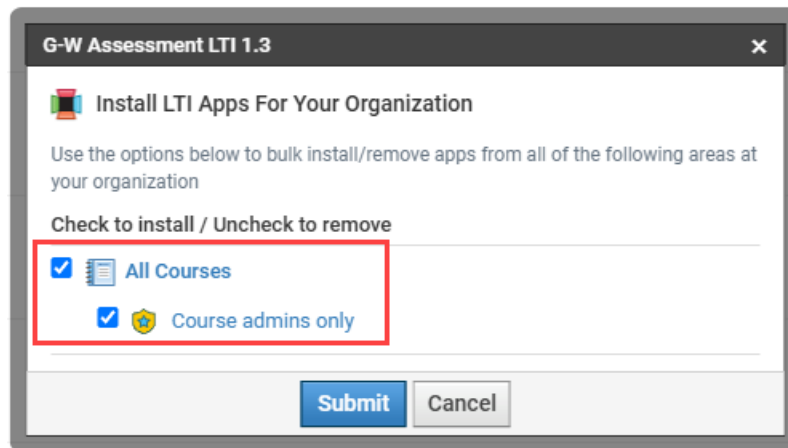 G-W Assessment LTI 1.3 ×
Install LTI Apps For Your Organization
Use the options below to bulk install/remove apps from all of the following areas at
your organization
Check to install / Uncheck to remove
All Courses
Course admins only
Submit Cancel